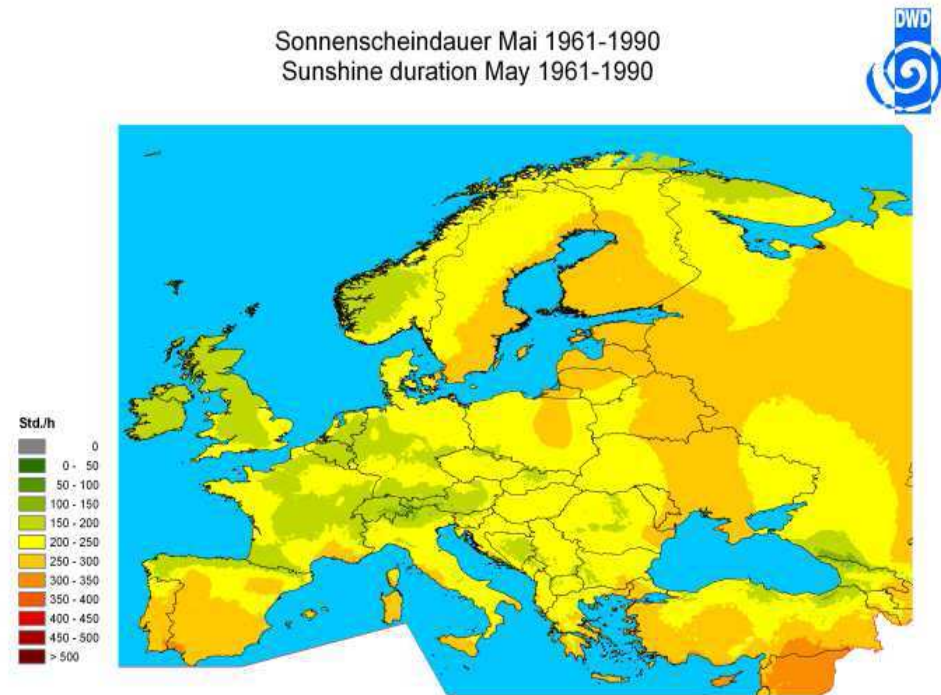 DWD
Sonnenscheindauer Mai 1961-1990
Sunshine duration May 1961-1990
Std./h
0
0 - 50
50 - 100
100 - 150
150 - 200
200 - 250
250 - 300
300 - 350
350 - 400
400 - 450
450 - 500
> 500